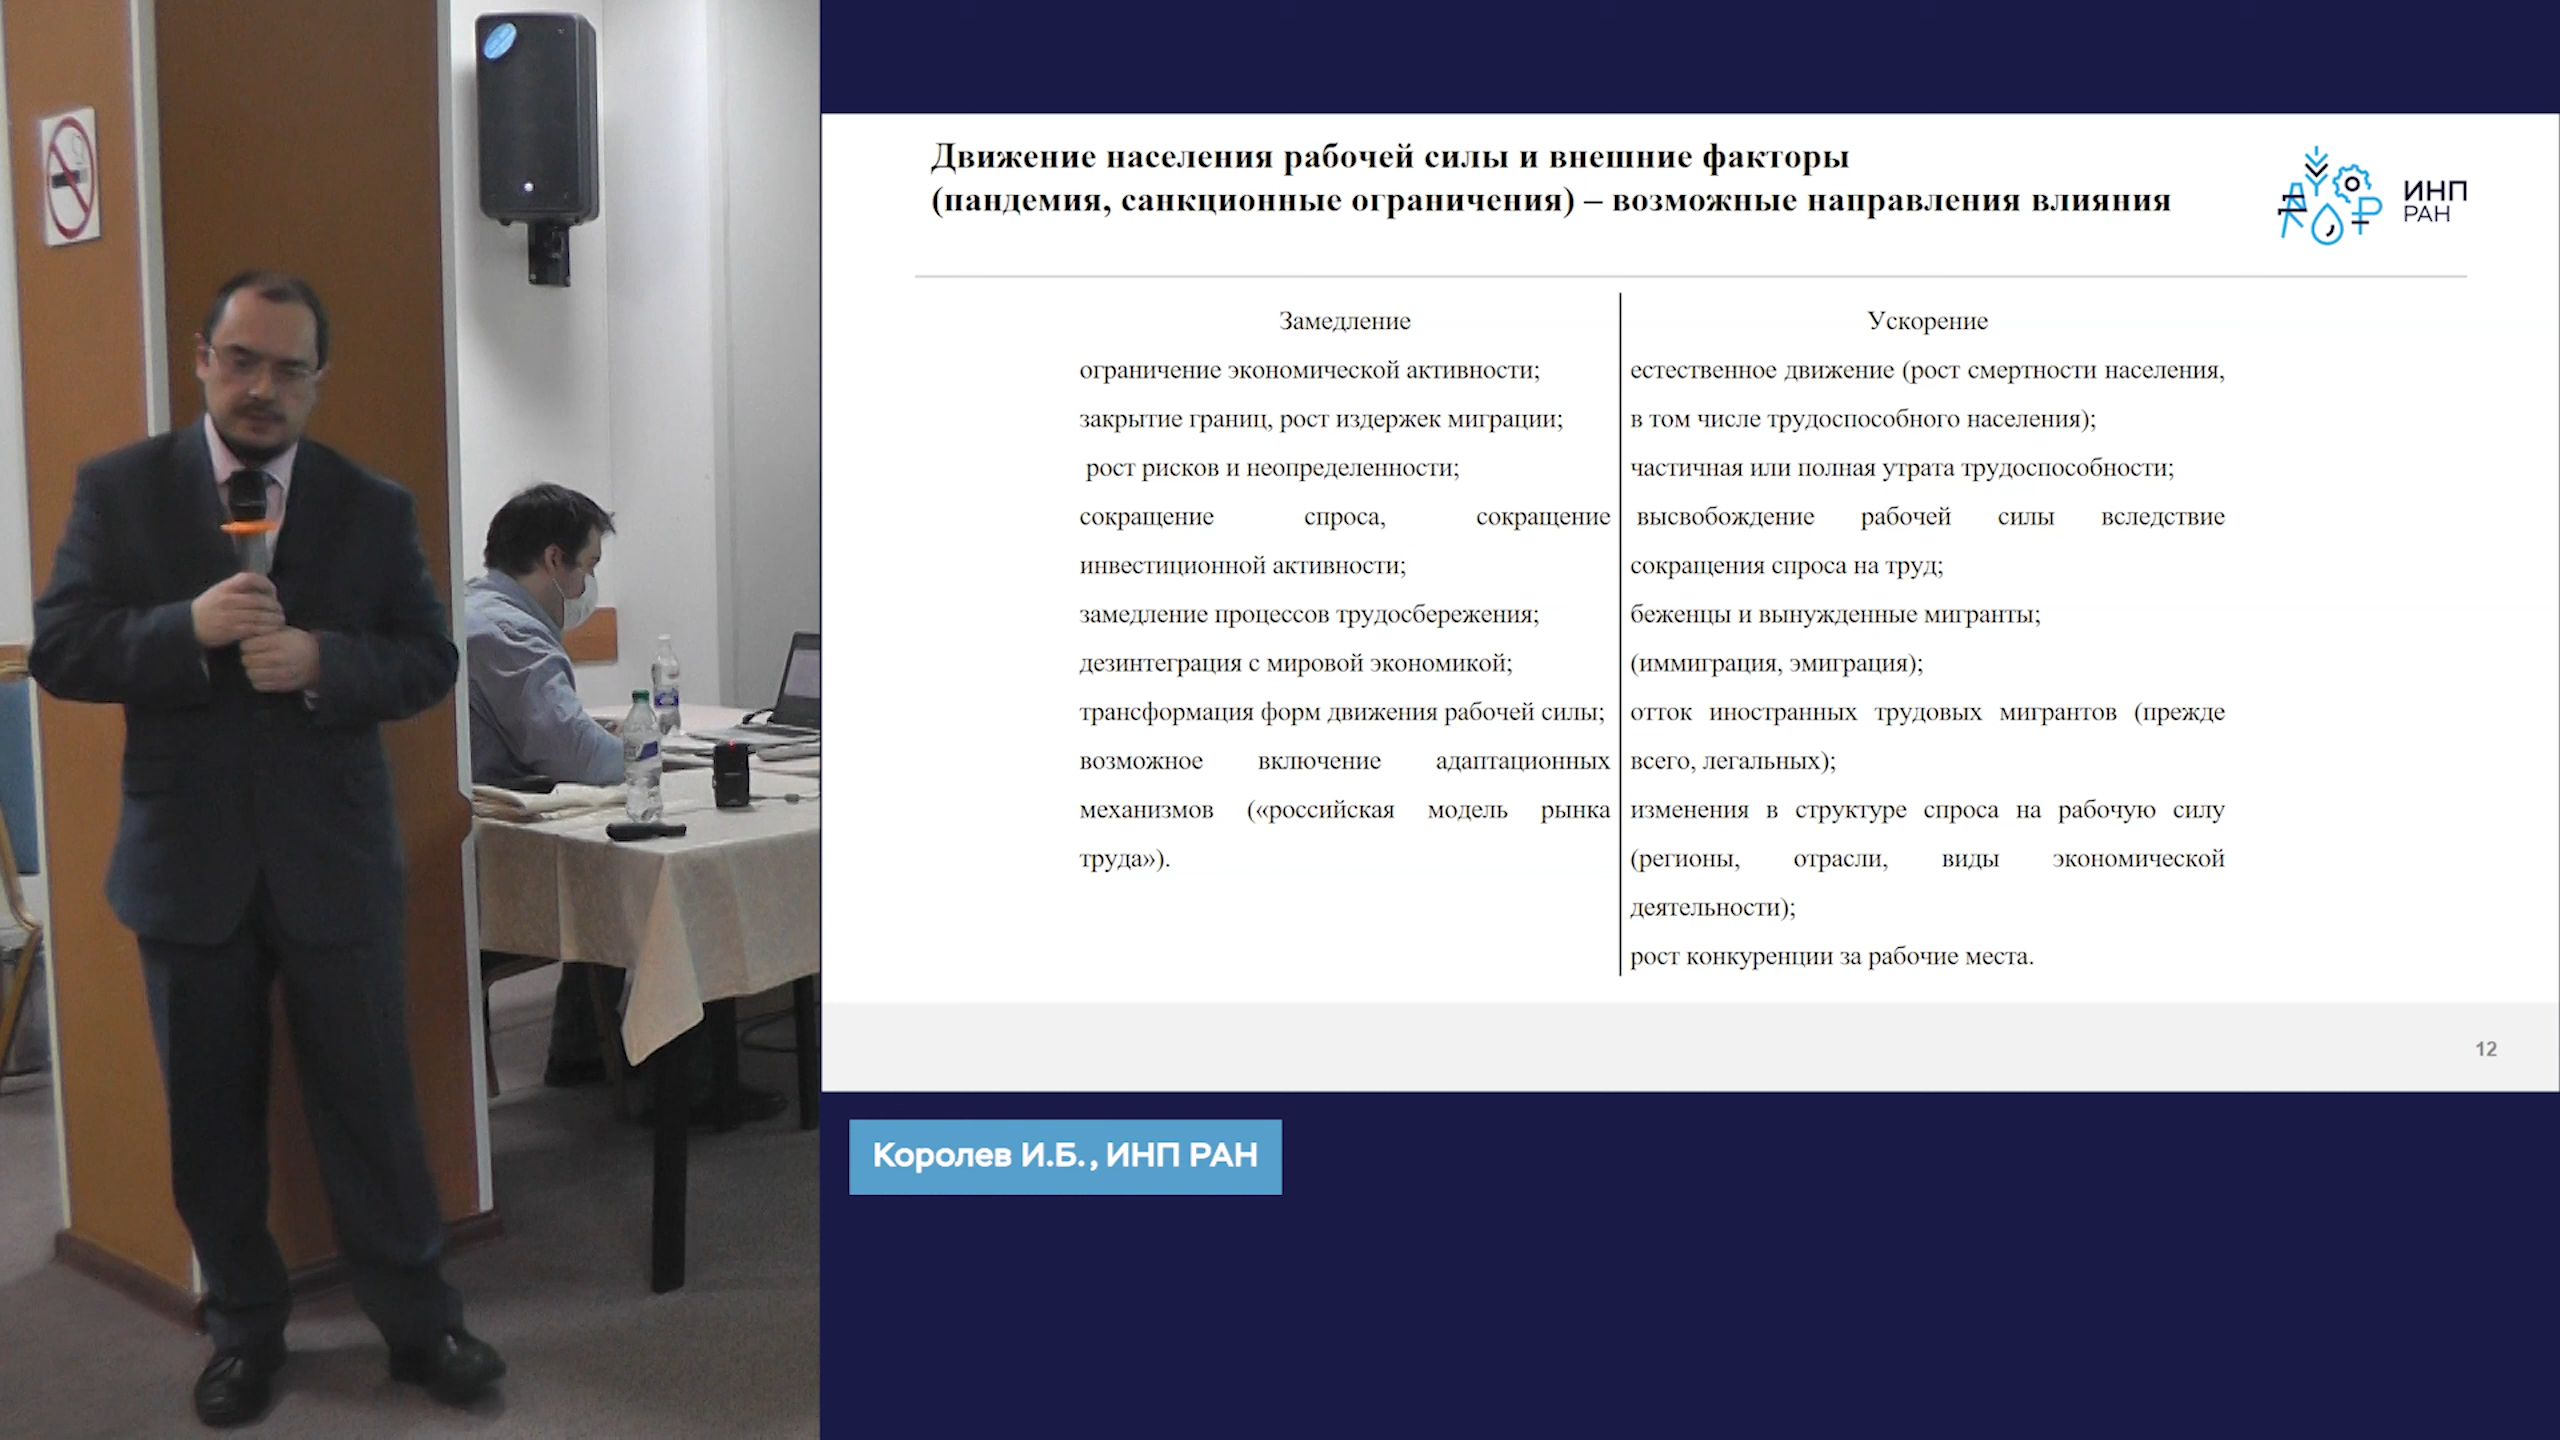 Движение населения рабочей силы и внешние факторы
(пандемия, санкционные ограничения) – возможные направления влияния
ИНП
РАН
Замедление
ограничение экономической активности;
закрытие границ, рост издержек миграции;
рост рисков и неопределенности;
сокращение спроса, сокращение
инвестиционной активности;
замедление процессов трудосбережения;
дезинтеграция с мировой экономикой;
трансформация форм движения рабочей силы;
возможное включение адаптационных
механизмов («российская модель рынка
труда»).
Ускорение
естественное движение (рост смертности населения,
в том числе трудоспособного населения);
частичная или полная утрата трудоспособности;
высвобождение рабочей силы вследствие
сокращения спроса на труд;
беженцы и вынужденные мигранты;
(иммиграция, эмиграция);
отток иностранных трудовых мигрантов (прежде
всего, легальных);
изменения в структуре спроса на рабочую силу
(регионы, отрасли, виды экономической
деятельности);
рост конкуренции за рабочие места.
12
Королев И.Б., ИНП РАН